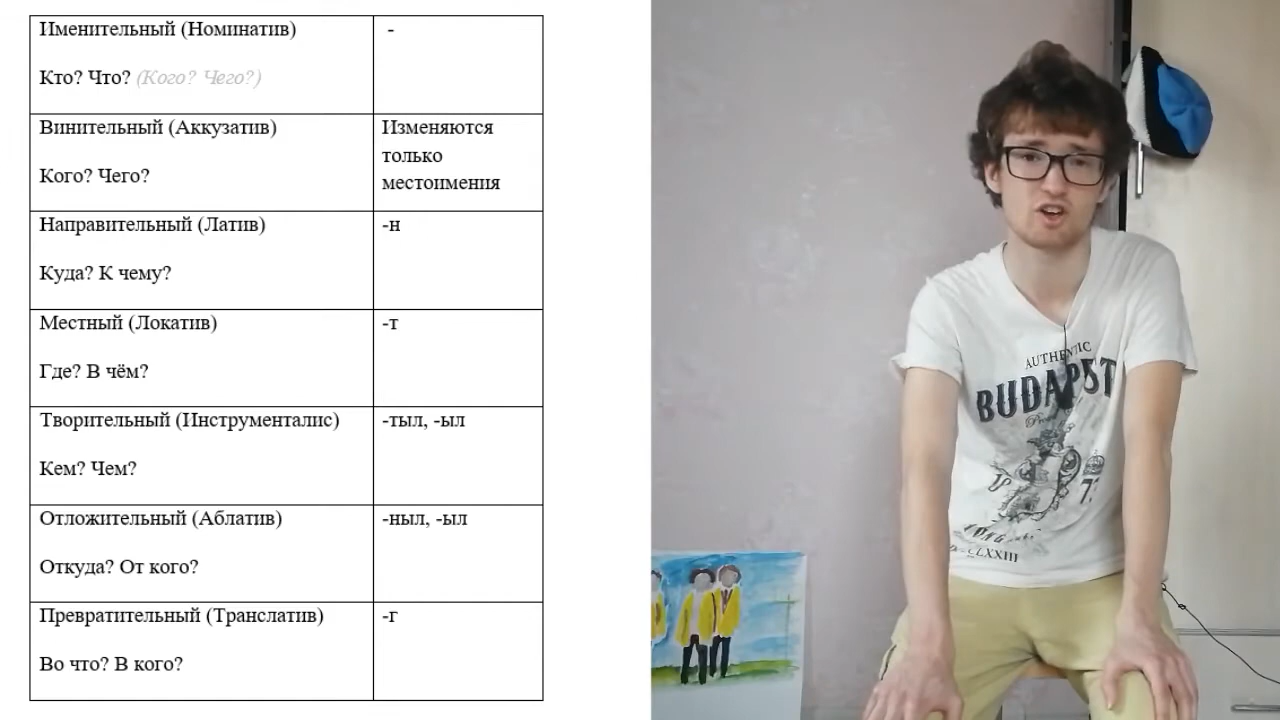 Именительный (Номинатив)
-
Кто? Что? (Кого? Чего?)
Винительный (Аккузатив)
Изменяются
только
местоимения
Кого? Чего?
Направительный (Латив)
-н
Куда? К чему?
Местный (Локатив)
-т
Где? В чём?
Творительный (Инструменталис)
-тыл, -ыл
Кем? Чем?
Отложительный (Аблатив)
-ныл, -ыл
Откуда? От кого?
Превратительный (Транслатив)
-г
Во что? В кого?
AUTHENTIC
BUDAPEST